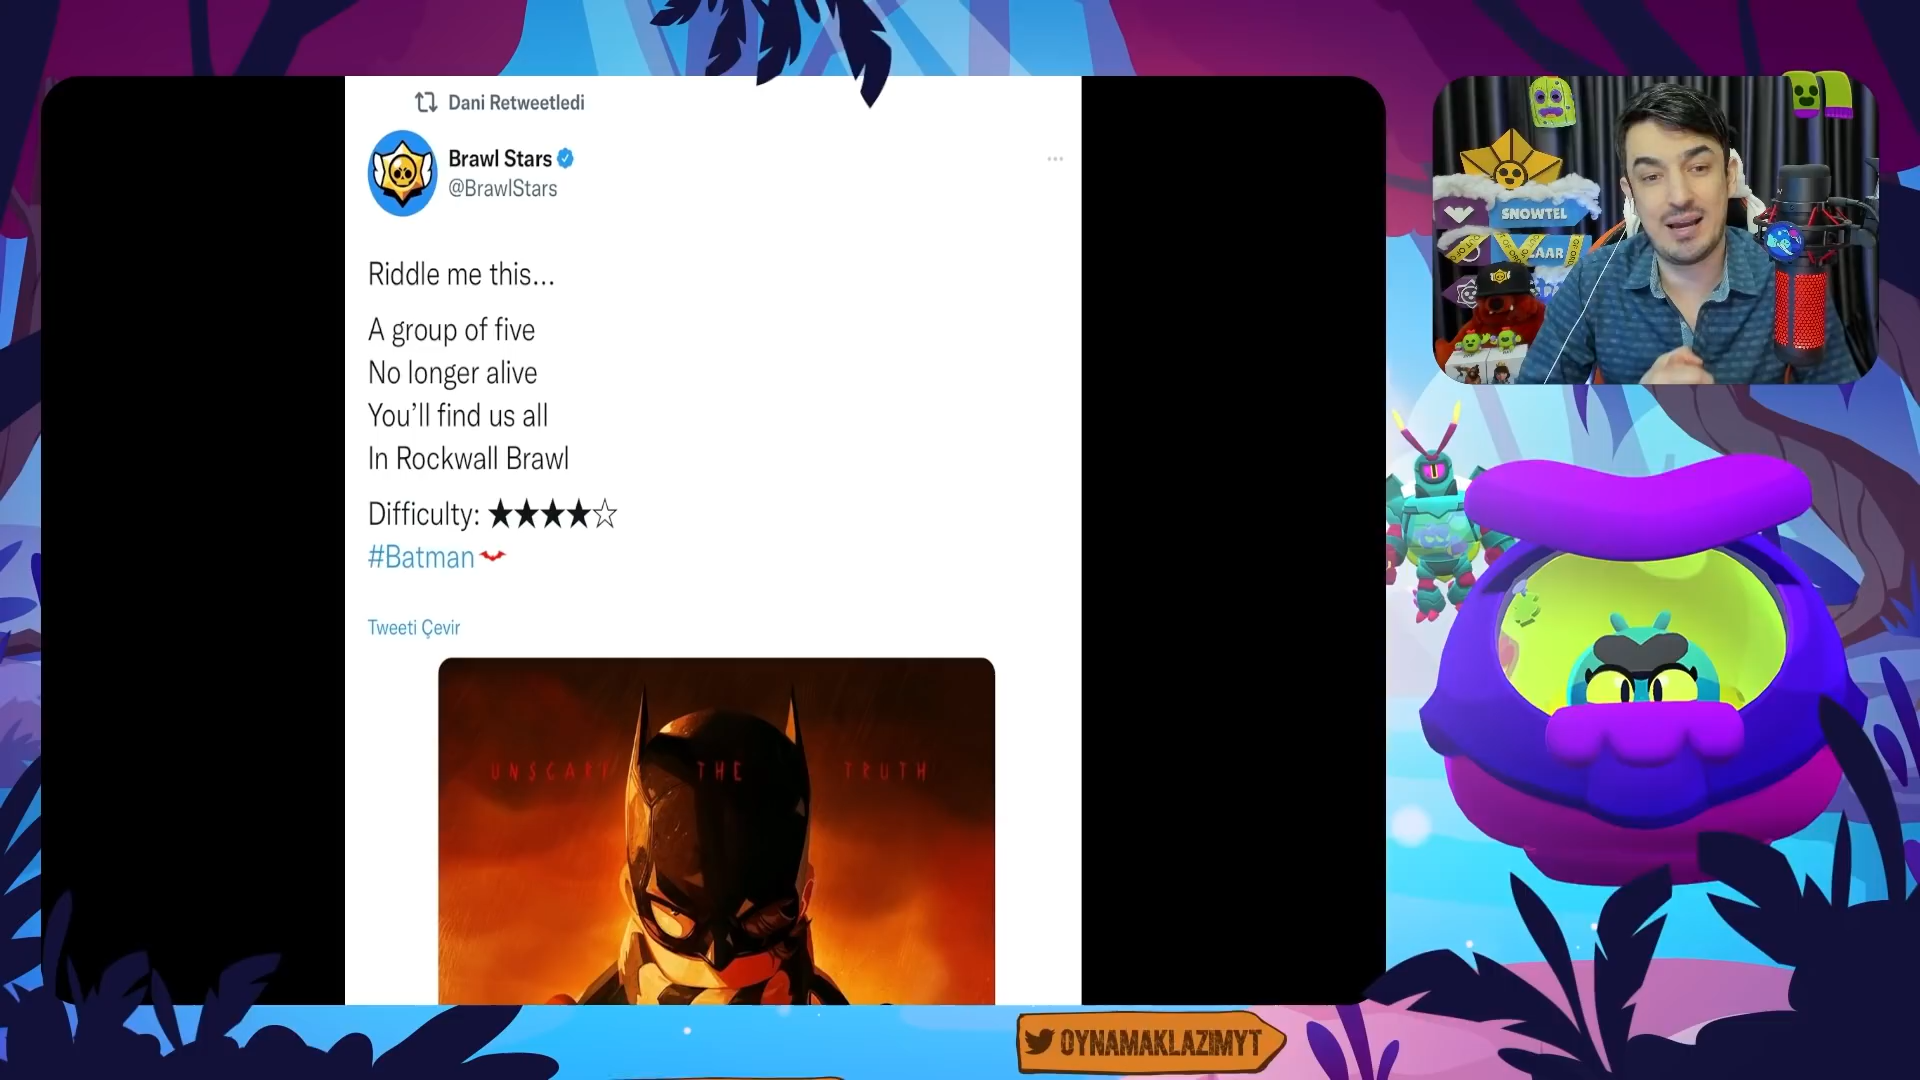 Dani Retweetledi
Brawl Stars
@BrawlStars
Riddle me this...
A group of five
No longer alive
You'll find us all
In Rockwall Brawl
Difficulty: ★★★★☆
#Batman
Tweeti Çevir
THE
TRUTH
SNOWTEL
OYNAMAKLAZIMYT